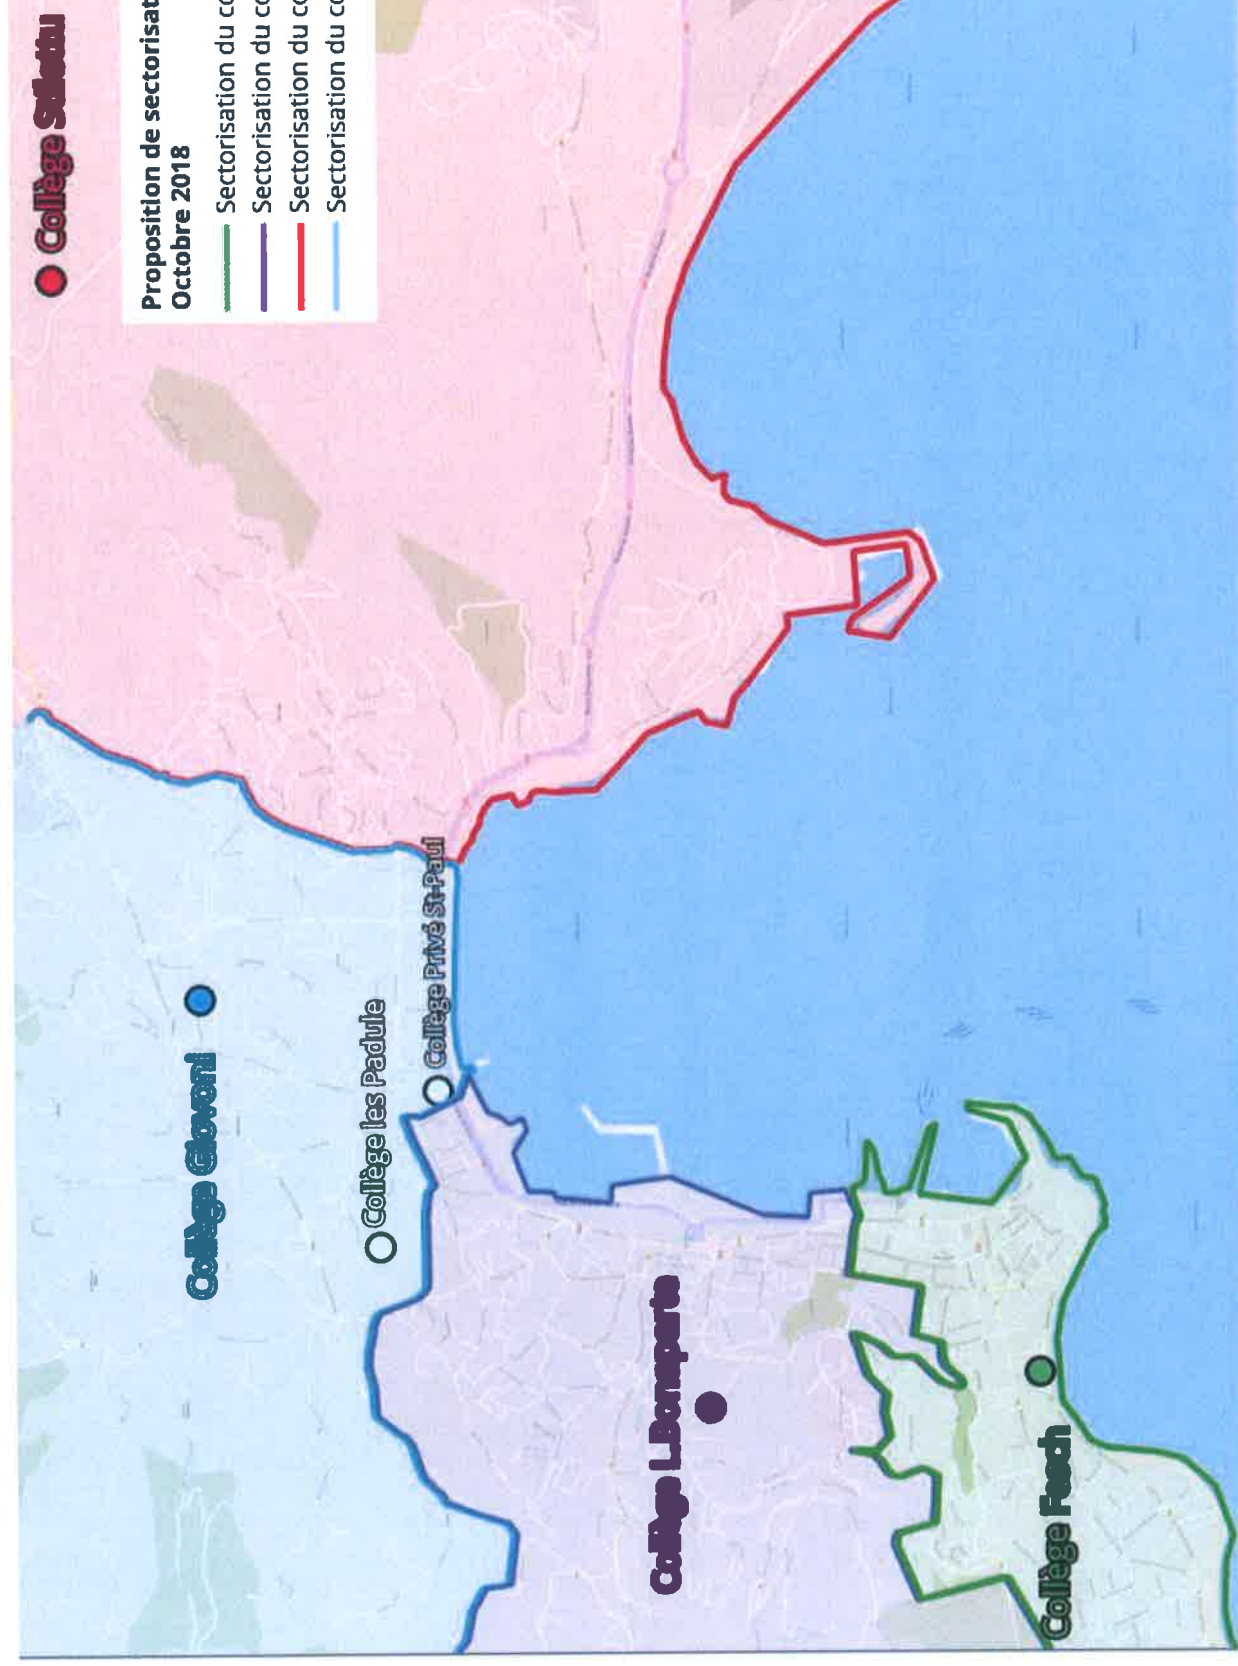 Collège Stiletto
Proposition de sectorisat
Octobre 2018
Sectorisation du co
Sectorisation du co
Sectorisation du co
Sectorisation du co
Collège Giovoni
Collège les Padule
Collège Privé St-Paul
Collège L.Bonaparte
Collège Fesch